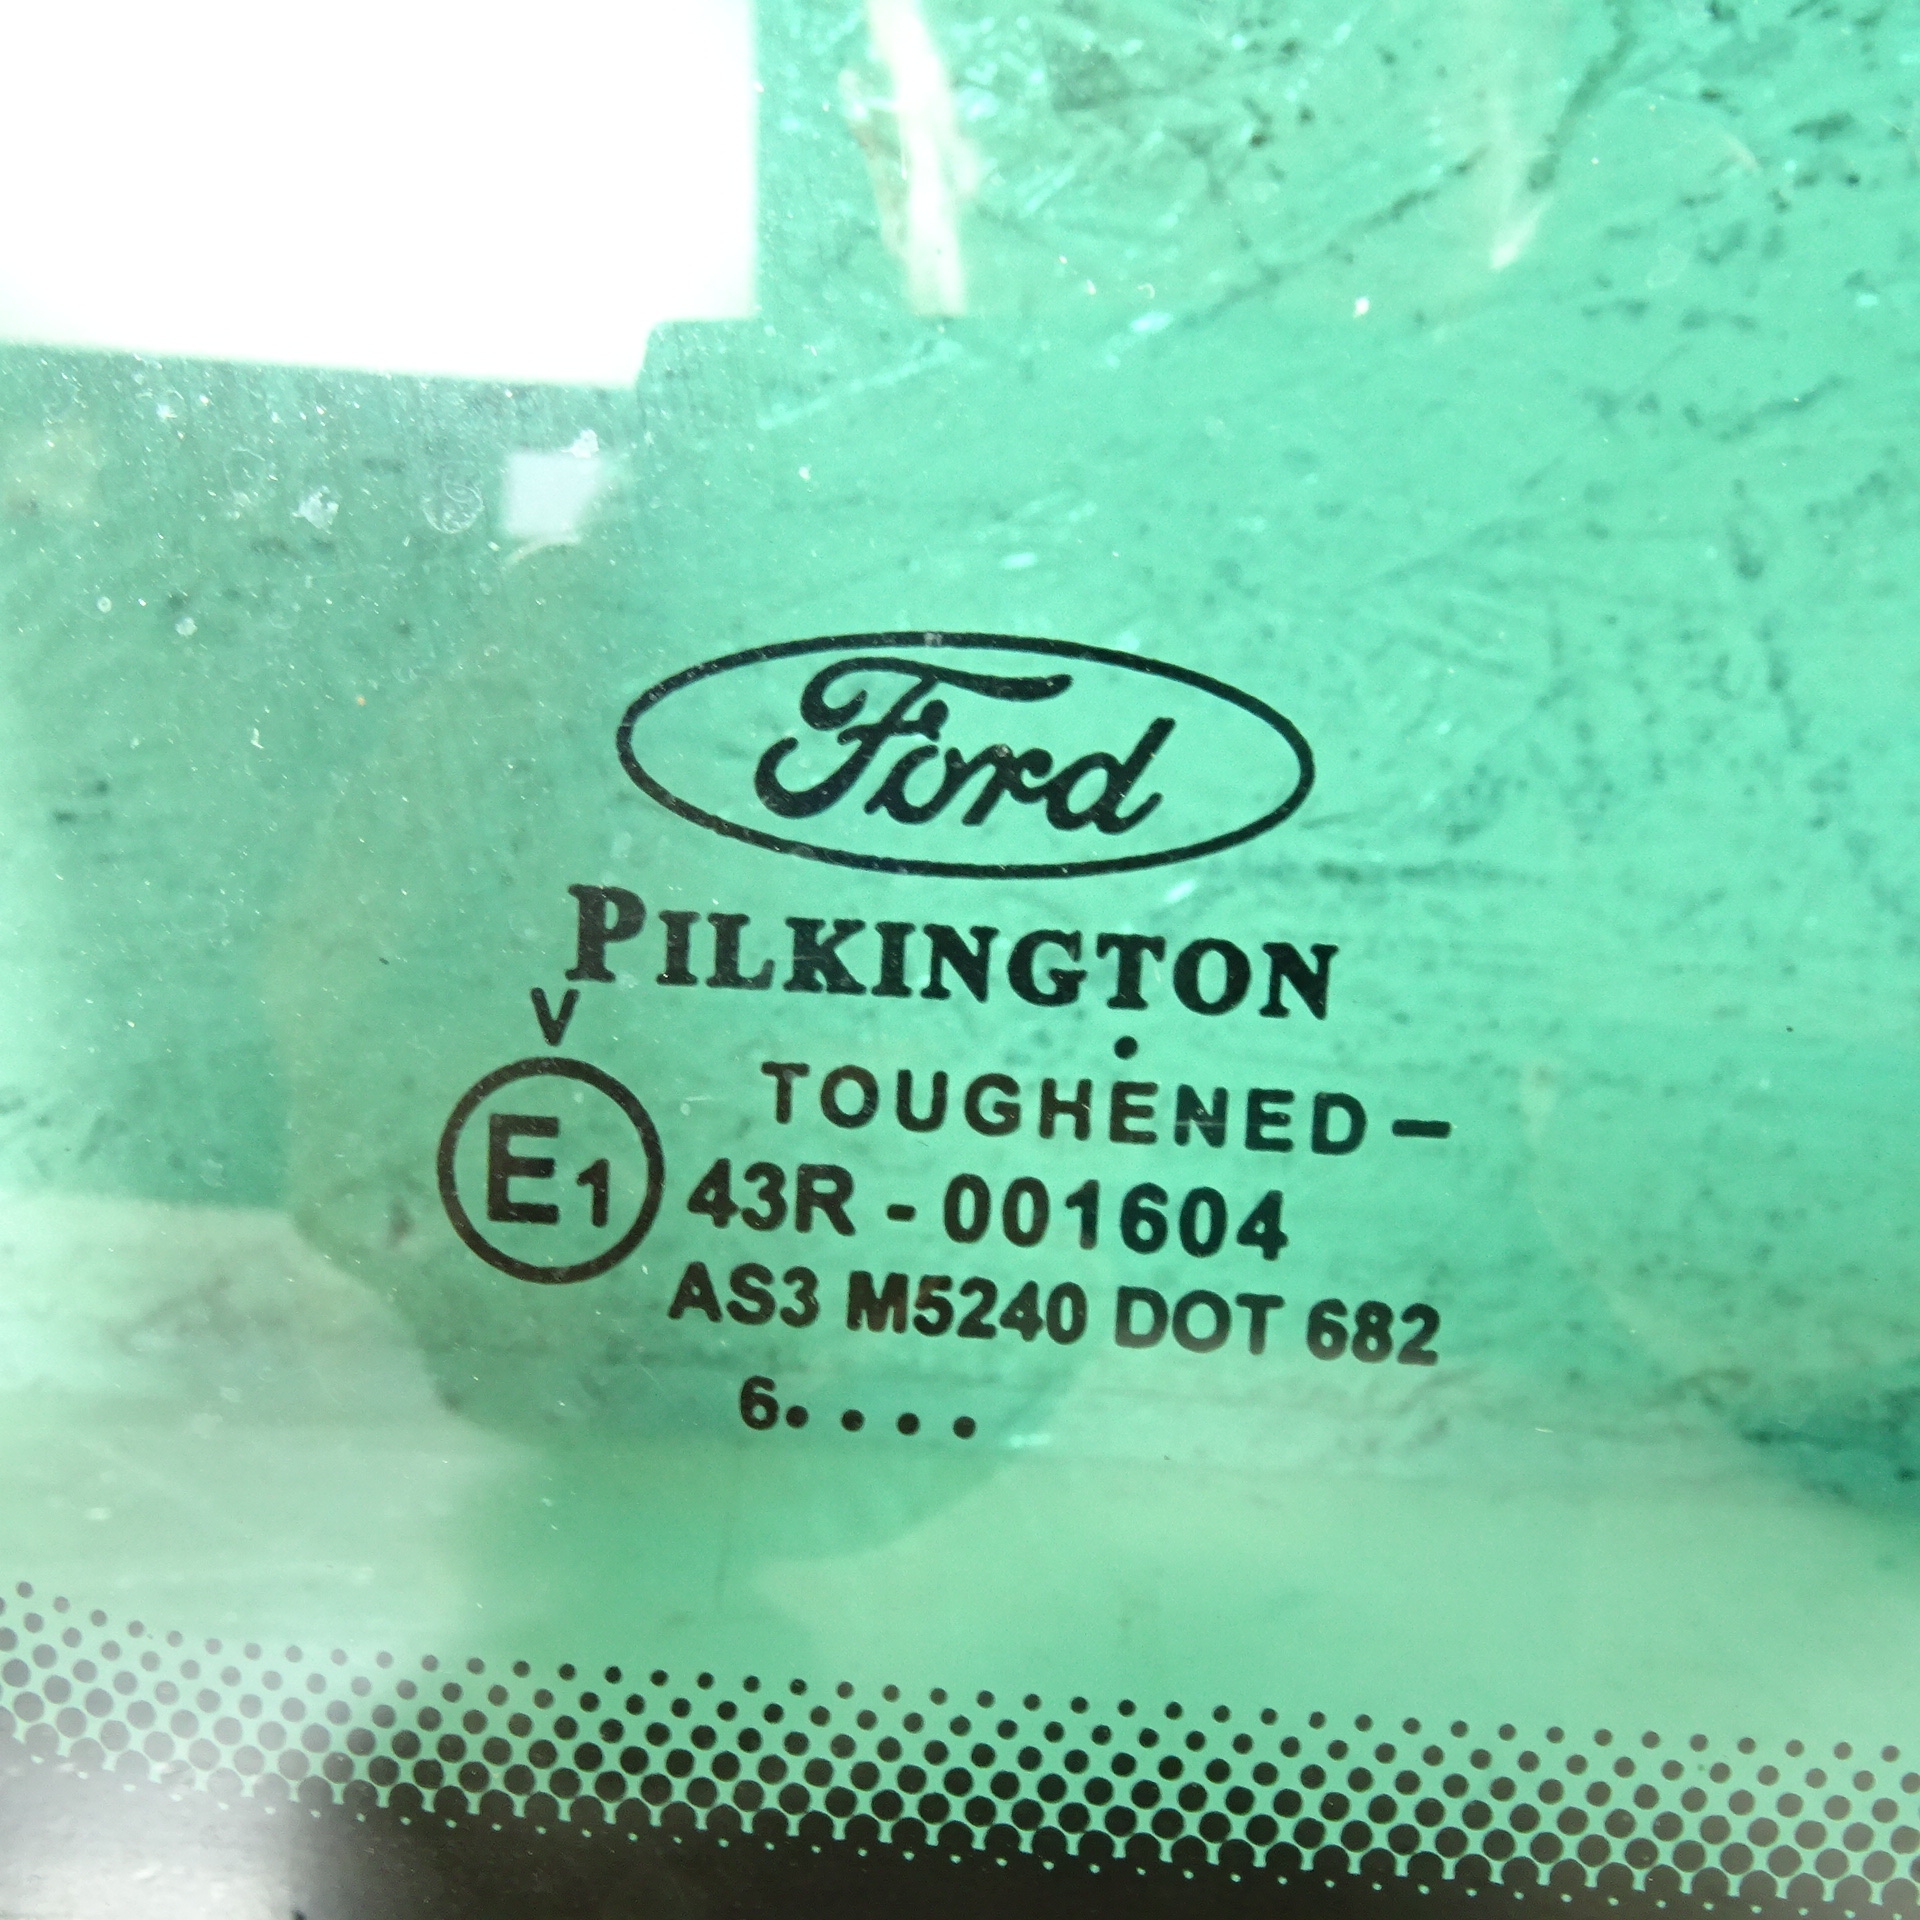 Ford
PILKINGTON
V
TOUGHENED –
E1 43R - 001604
AS3 M5240 DOT 682
6....